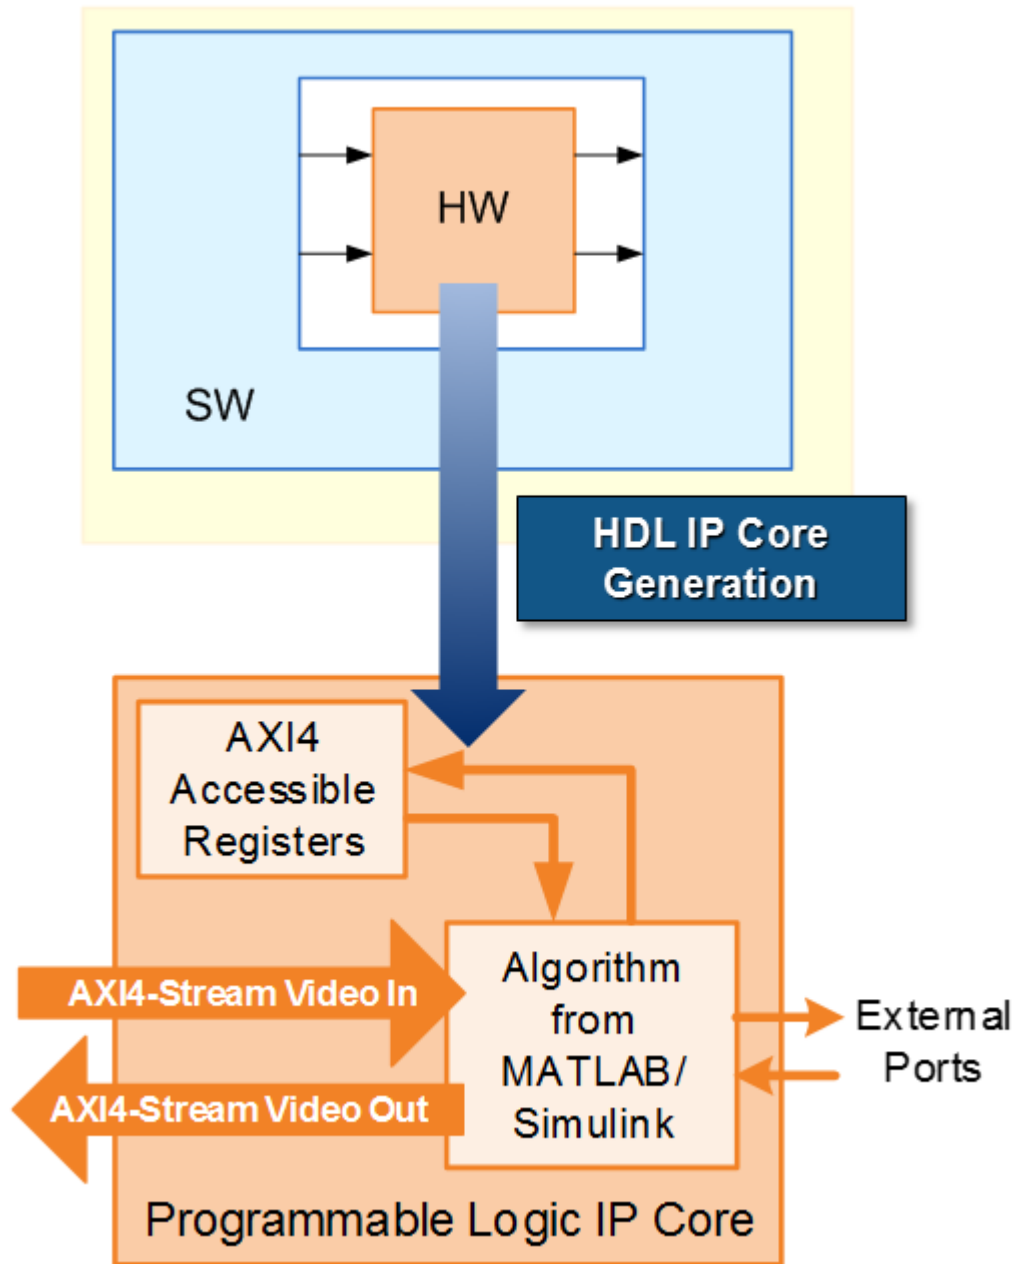 HW
SW
HDL IP Core
Generation
AXI4
Accessible
Registers
AXI4-Stream Video In
AXI4-Stream Video Out
Algorithm
from
MATLAB/
Simulink
External
Ports
Programmable Logic IP Core